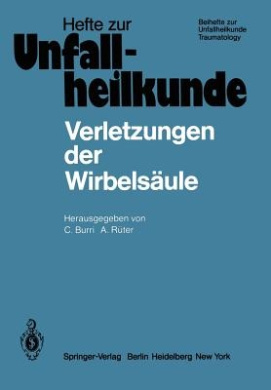 Hefte zur
Unfall-
heilkunde
Beihefte zur
Unfallheilkunde
Traumatology
Verletzungen
der
Wirbelsäule
Herausgegeben von
C. Burri A. Rüter
Springer-Verlag Berlin Heidelberg New York